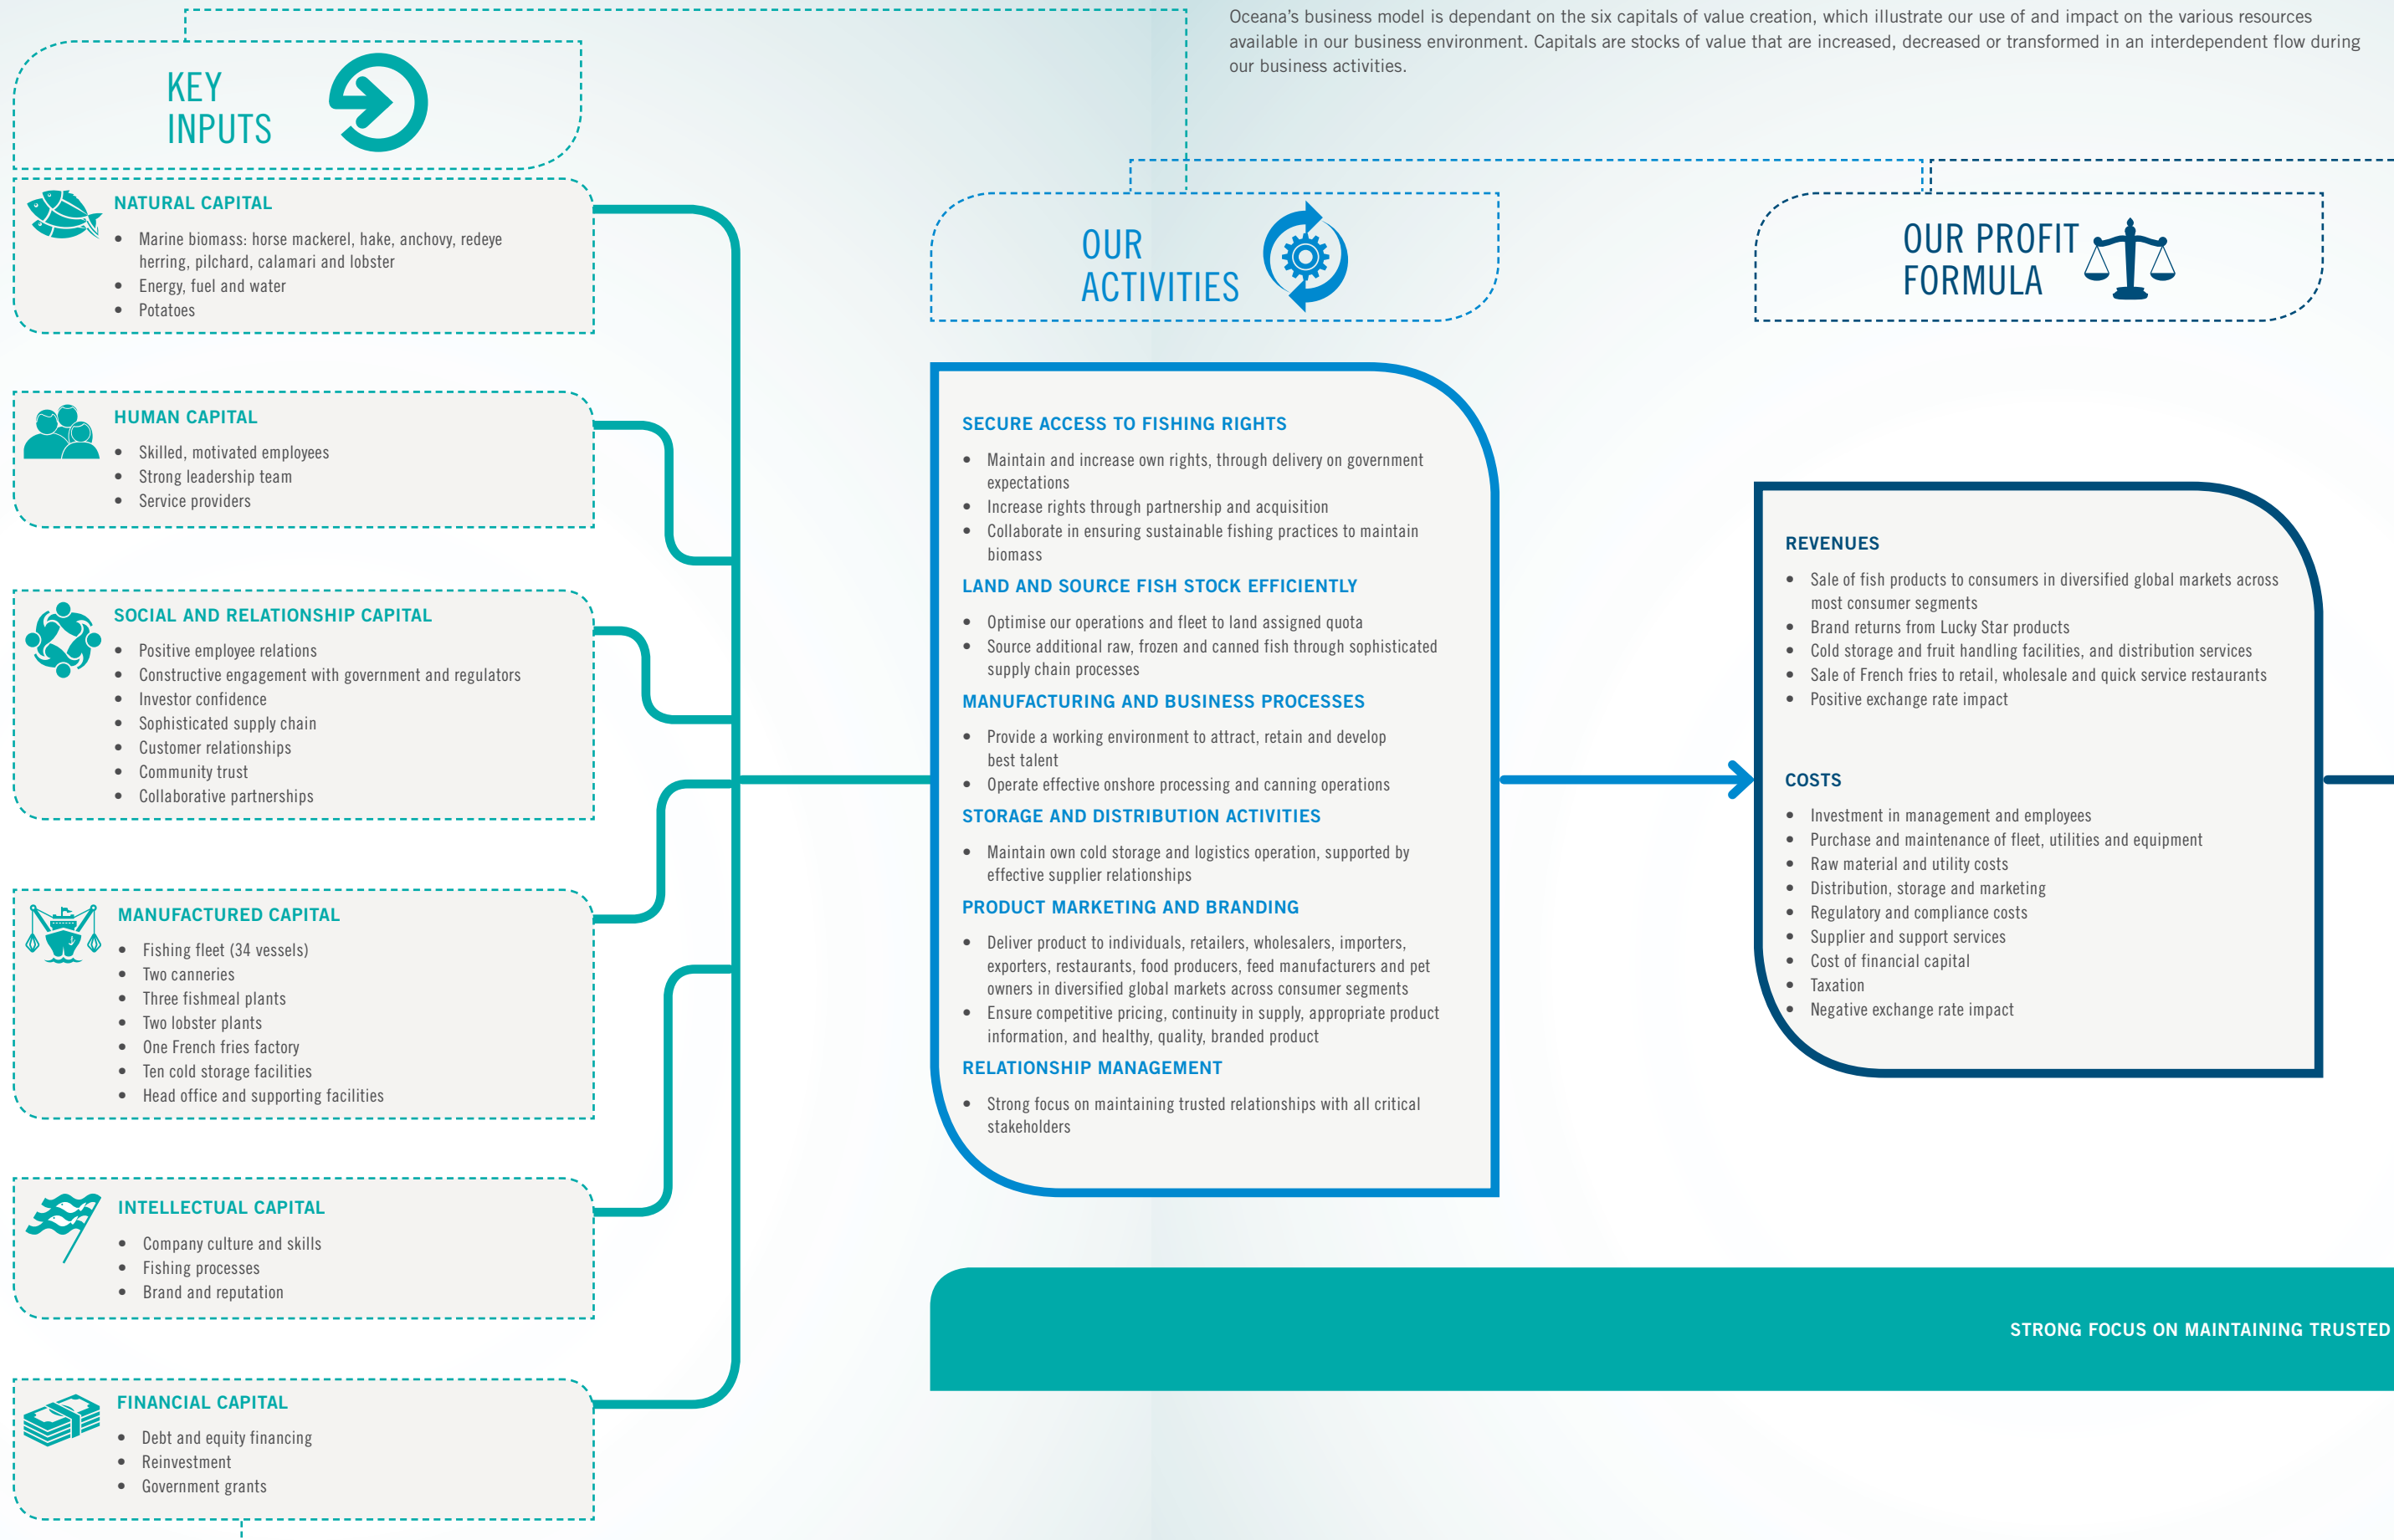 Oceana's business model is dependant on the six capitals of value creation, which illustrate our use of and impact on the various resources
available in our business environment. Capitals are stocks of value that are increased, decreased or transformed in an interdependent flow during
our business activities.
KEY
INPUTS
NATURAL CAPITAL
• Marine biomass: horse mackerel, hake, anchovy, redeye
herring, pilchard, calamari and lobster
• Energy, fuel and water
• Potatoes
HUMAN CAPITAL
• Skilled, motivated employees
• Strong leadership team
• Service providers
SOCIAL AND RELATIONSHIP CAPITAL
• Positive employee relations
• Constructive engagement with government and regulators
• Investor confidence
• Sophisticated supply chain
• Customer relationships
• Community trust
• Collaborative partnerships
MANUFACTURED CAPITAL
• Fishing fleet (34 vessels)
• Two canneries
• Three fishmeal plants
• Two lobster plants
• One French fries factory
• Ten cold storage facilities
• Head office and supporting facilities
INTELLECTUAL CAPITAL
• Company culture and skills
• Fishing processes
• Brand and reputation
FINANCIAL CAPITAL
• Debt and equity financing
• Reinvestment
• Government grants
OUR
ACTIVITIES
SECURE ACCESS TO FISHING RIGHTS
• Maintain and increase own rights, through delivery on government
expectations
• Increase rights through partnership and acquisition
• Collaborate in ensuring sustainable fishing practices to maintain
biomass
LAND AND SOURCE FISH STOCK EFFICIENTLY
• Optimise our operations and fleet to land assigned quota
• Source additional raw, frozen and canned fish through sophisticated
supply chain processes
MANUFACTURING AND BUSINESS PROCESSES
• Provide a working environment to attract, retain and develop
best talent
• Operate effective onshore processing and canning operations
STORAGE AND DISTRIBUTION ACTIVITIES
• Maintain own cold storage and logistics operation, supported by
effective supplier relationships
PRODUCT MARKETING AND BRANDING
• Deliver product to individuals, retailers, wholesalers, importers,
exporters, restaurants, food producers, feed manufacturers and pet
owners in diversified global markets across consumer segments
• Ensure competitive pricing, continuity in supply, appropriate product
information, and healthy, quality, branded product
RELATIONSHIP MANAGEMENT
• Strong focus on maintaining trusted relationships with all critical
stakeholders
OUR PROFIT
FORMULA
REVENUES
• Sale of fish products to consumers in diversified global markets across
most consumer segments
• Brand returns from Lucky Star products
• Cold storage and fruit handling facilities, and distribution services
• Sale of French fries to retail, wholesale and quick service restaurants
• Positive exchange rate impact
COSTS
• Investment in management and employees
• Purchase and maintenance of fleet, utilities and equipment
• Raw material and utility costs
• Distribution, storage and marketing
• Regulatory and compliance costs
• Supplier and support services
• Cost of financial capital
• Taxation
• Negative exchange rate impact
STRONG FOCUS ON MAINTAINING TRUSTED